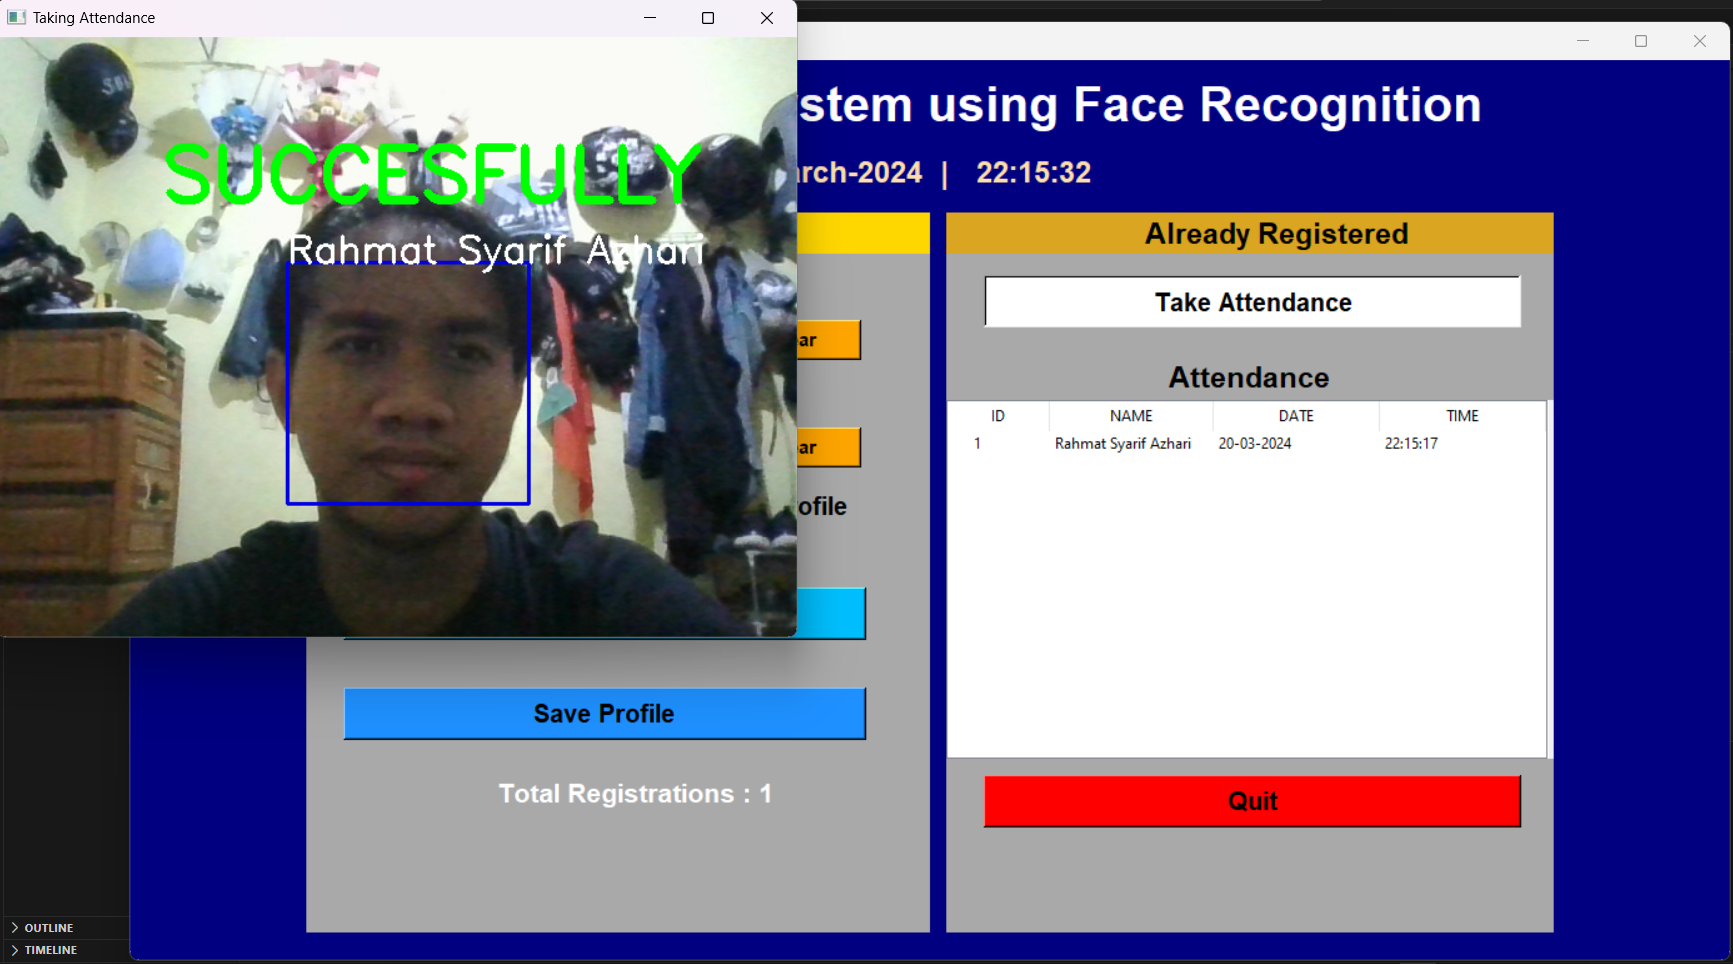 Taking Attendance
SUCCESFULLY
Rahmat Syarif Azhari
stem using Face Recognition
arch-2024 | 22:15:32
ar
ar
ofile
Save Profile
Total Registrations : 1
Already Registered
Take Attendance
Attendance
ID NAME DATE TIME
1 Rahmat Syarif Azhari 20-03-2024 22:15:17
Quit
OUTLINE
TIMELINE